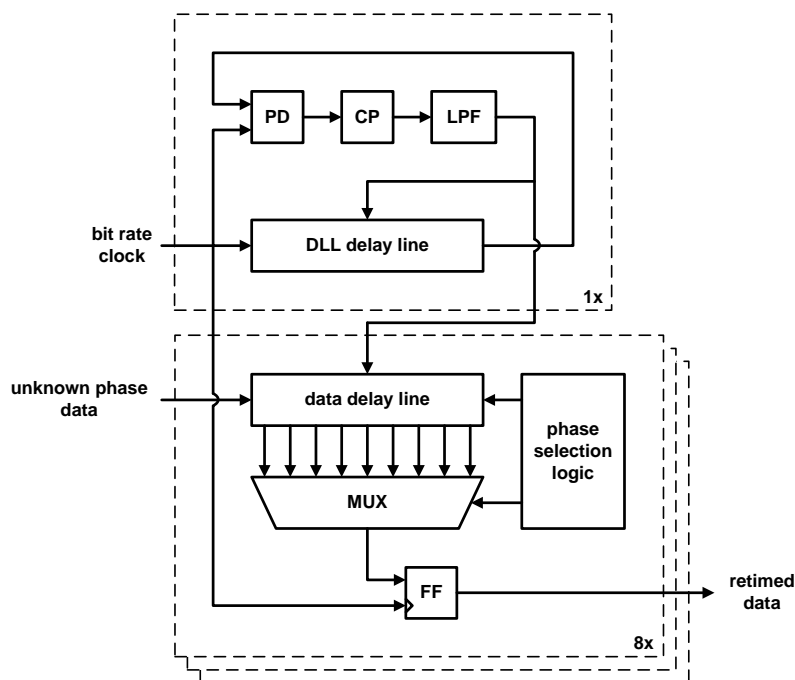 PD
CP
LPF
bit rate
clock
DLL delay line
1x
unknown phase
data
data delay line
phase
selection
logic
MUX
FF
retimed
data
8x